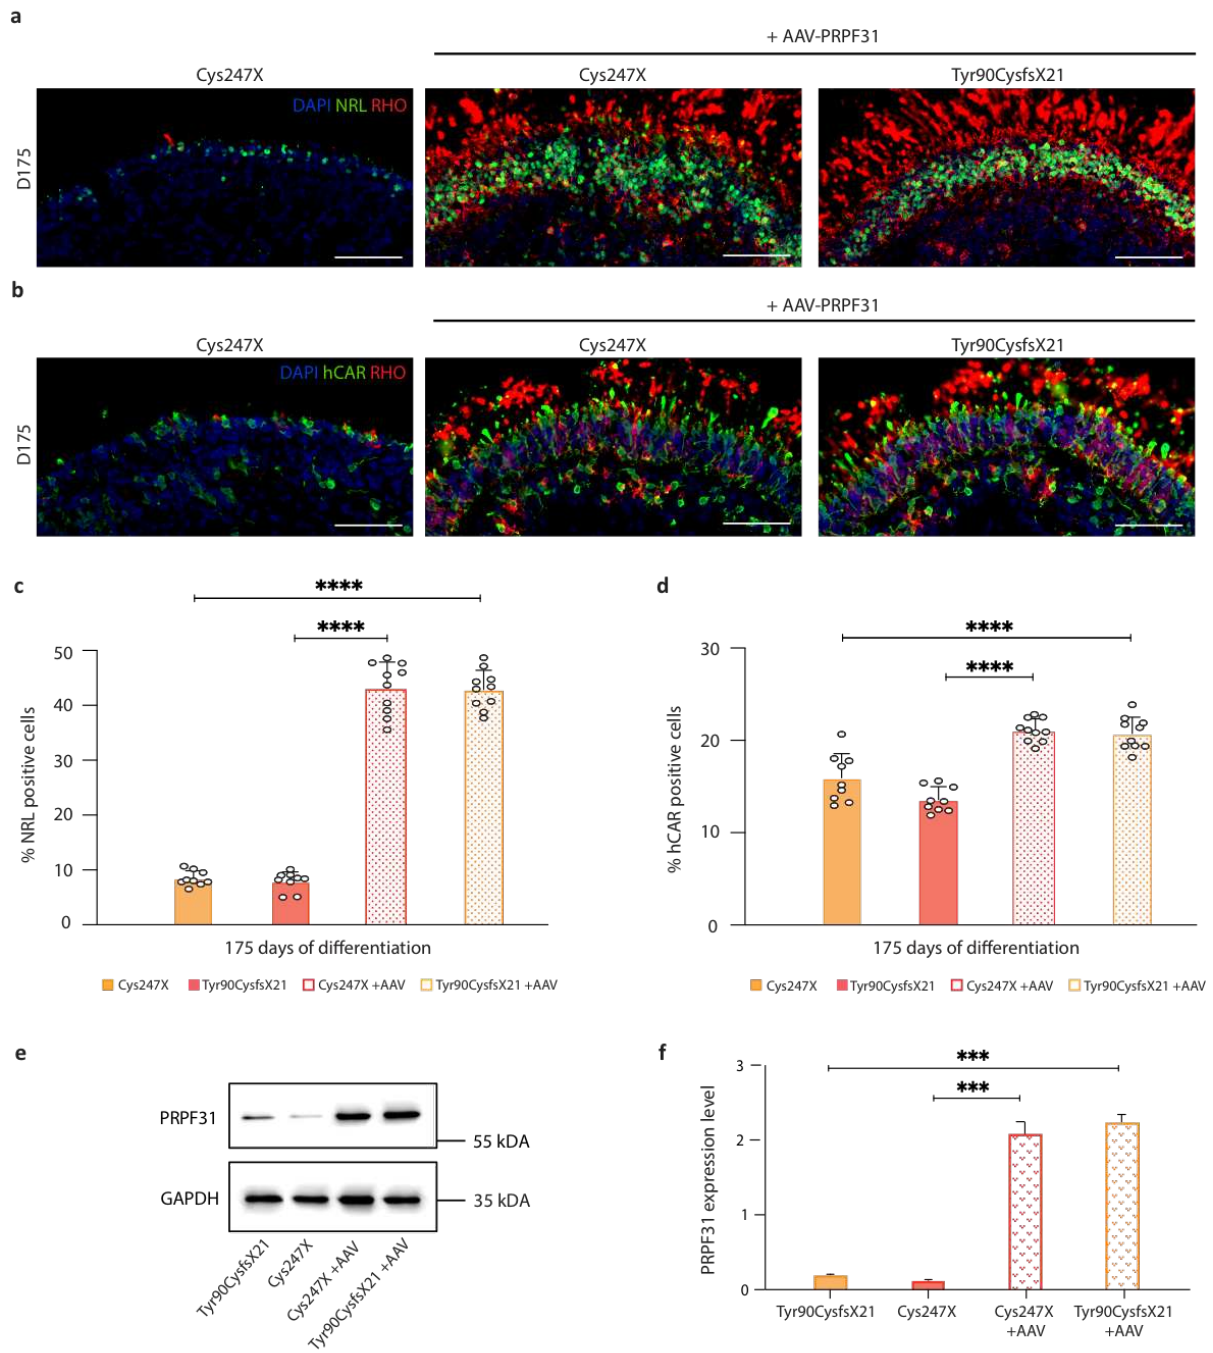 a
+ AAV-PRPF31
Cys247X
Cys247X
Tyr90CysfsX21
DAPI NRL RHO
D175
b
+ AAV-PRPF31
Cys247X
Cys247X
Tyr90CysfsX21
DAPI hCAR RHO
D175
c
****
****
% NRL positive cells
50
40
30
20
10
0
175 days of differentiation
Cys247X Tyr90CysfsX21 Cys247X +AAV Tyr90CysfsX21 +AAV
d
****
****
% hCAR positive cells
30
20
10
0
175 days of differentiation
Cys247X Tyr90CysfsX21 Cys247X +AAV Tyr90CysfsX21 +AAV
e
PRPF31
55 kDA
GAPDH
35 kDA
Tyr90CysfsX21
Cys247X
Cys247X +AAV
Tyr90CysfsX21 +AAV
f
***
***
PRPF31 expression level
3
2
1
0
Tyr90CysfsX21
Cys247X
Cys247X
+AAV
Tyr90CysfsX21
+AAV